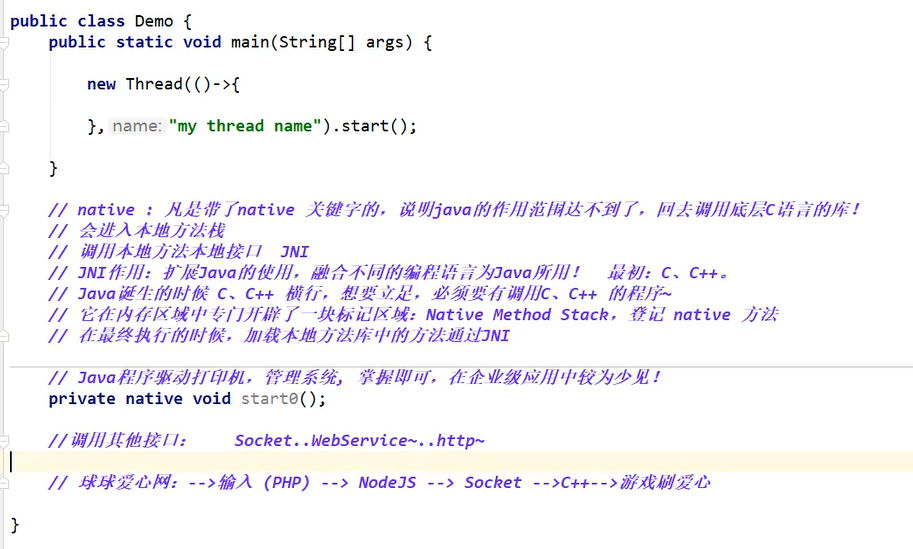 public class Demo {
public static void main(String[] args) {
new Thread(()->{
}, name: "my thread name").start();
}
// native : 凡是带了native 关键字的，说明java的作用范围达不到了，回去调用底层C语言的库！
// 会进入本地方法栈
// 调用本地方法本地接口 JNI
// JNI作用：扩展Java的使用，融合不同的编程语言为Java所用！ 最初：C、C++。
// Java诞生的时候 C、C++ 横行，想要立足，必须要有调用C、C++ 的程序~
// 它在内存区域中专门开辟了一块标记区域：Native Method Stack，登记 native 方法
// 在最终执行的时候，加载本地方法库中的方法通过JNI
// Java程序驱动打印机，管理系统, 掌握即可，在企业级应用中较为少见！
private native void start0();
//调用其他接口： Socket..WebService~..http~
// 球球爱心网：-->输入 (PHP) --> NodeJS --> Socket -->C++-->游戏刷爱心
}